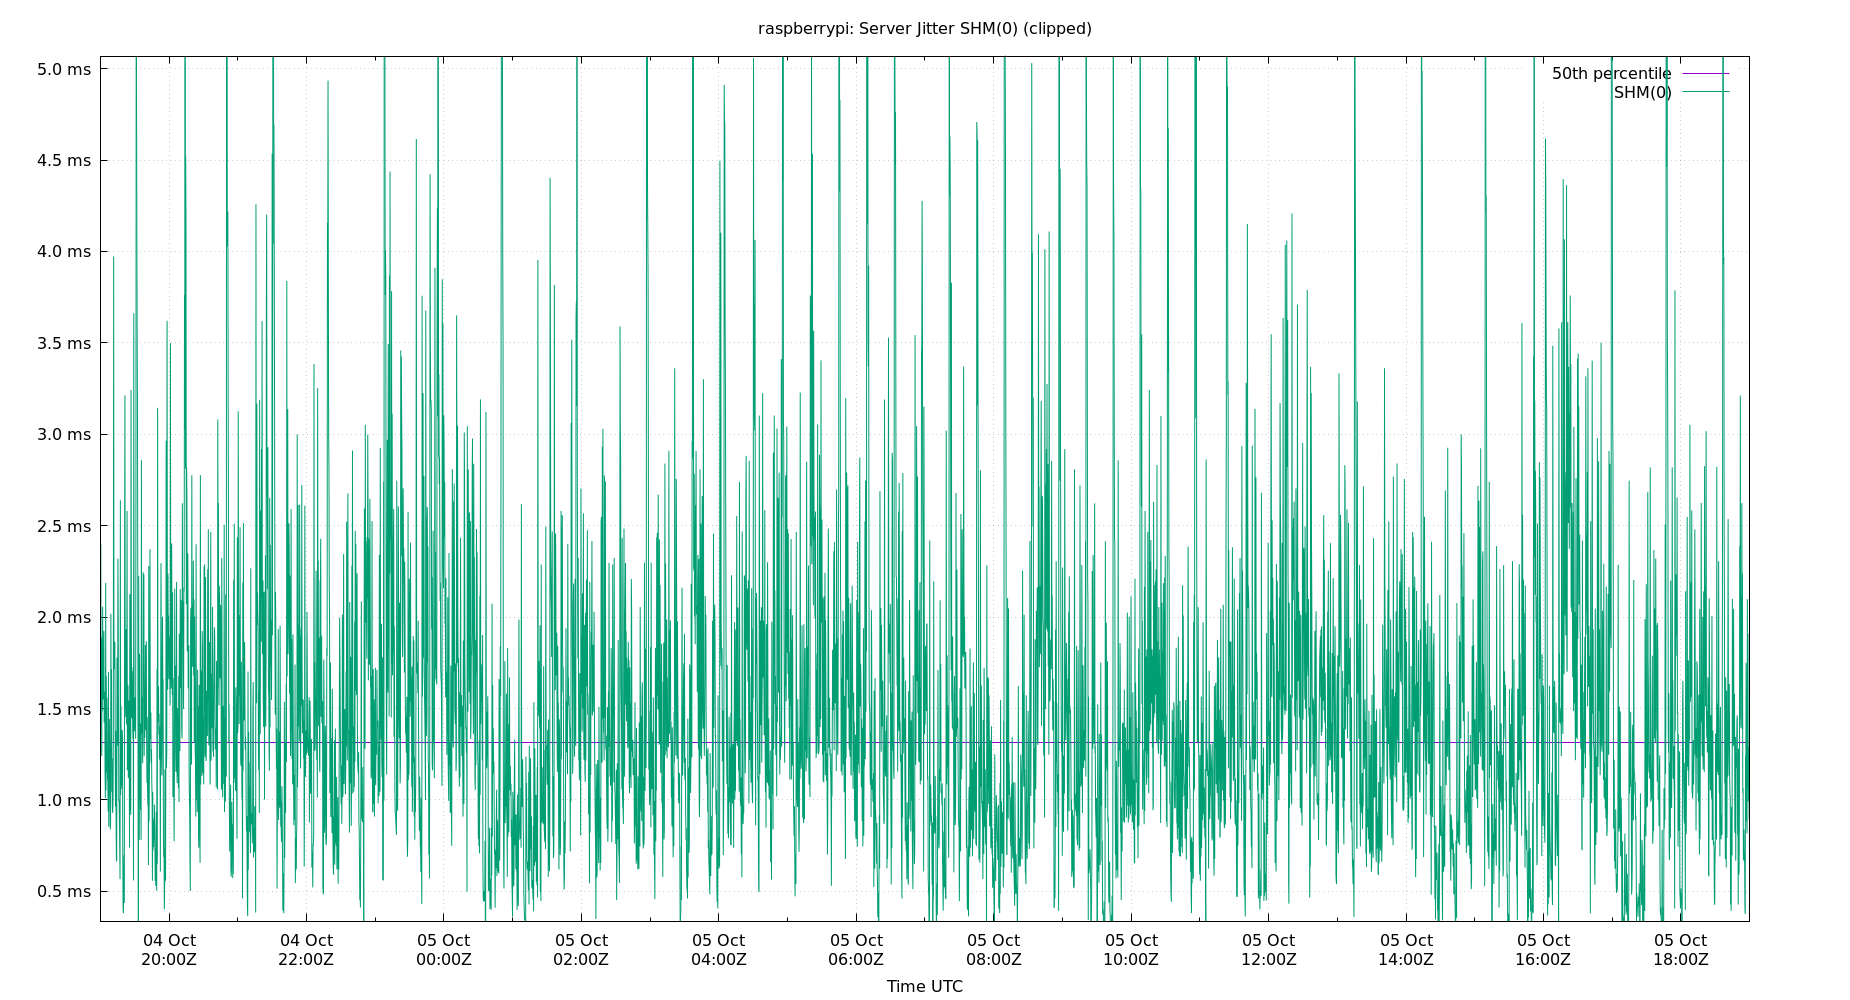 raspberrypi: Server Jitter SHM(0) (clipped)
50th percentile
SHM(0)
5.0 ms
4.5 ms
4.0 ms
3.5 ms
3.0 ms
2.5 ms
2.0 ms
1.5 ms
1.0 ms
0.5 ms
04 Oct 04 Oct 05 Oct 05 Oct 05 Oct 05 Oct 05 Oct 05 Oct 05 Oct 05 Oct 05 Oct 05 Oct
20:00Z 22:00Z 00:00Z 02:00Z 04:00Z 06:00Z 08:00Z 10:00Z 12:00Z 14:00Z 16:00Z 18:00Z
Time UTC